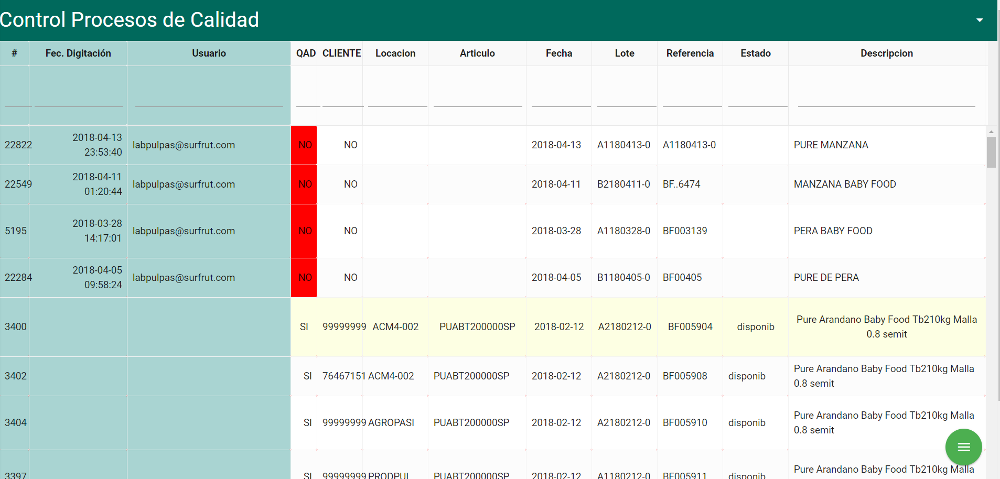 Control Procesos de Calidad
# Fec. Digitación Usuario QAD CLIENTE Locacion Articulo Fecha Lote Referencia Estado Descripcion
22822 2018-04-13 23:53:40 labpulpas@surfrut.com NO NO 2018-04-13 A1180413-0 A1180413-0 PURE MANZANA
22549 2018-04-11 01:20:44 labpulpas@surfrut.com NO NO 2018-04-11 B2180411-0 BF..6474 MANZANA BABY FOOD
5195 2018-03-28 14:17:01 labpulpas@surfrut.com NO NO 2018-03-28 A1180328-0 BF003139 PERA BABY FOOD
22284 2018-04-05 09:58:24 labpulpas@surfrut.com NO NO 2018-04-05 B1180405-0 BF00405 PURE DE PERA
3400 SI 99999999 ACM4-002 PUABT200000SP 2018-02-12 A2180212-0 BF005904 disponib Pure Arandano Baby Food Tb210kg Malla 0.8 semit
3402 SI 76467151 ACM4-002 PUABT200000SP 2018-02-12 A2180212-0 BF005908 disponib Pure Arandano Baby Food Tb210kg Malla 0.8 semit
3404 SI 99999999 AGROPASI PUABT200000SP 2018-02-12 A2180212-0 BF005910 disponib Pure Arandano Baby Food Tb210kg Malla 0.8 semit
3397 SI 99999999 PRODPUL PUABT200000SP 2018-02-12 A1180212-0 BF005911 disponib Pure Arandano Baby Food Tb210kg Malla